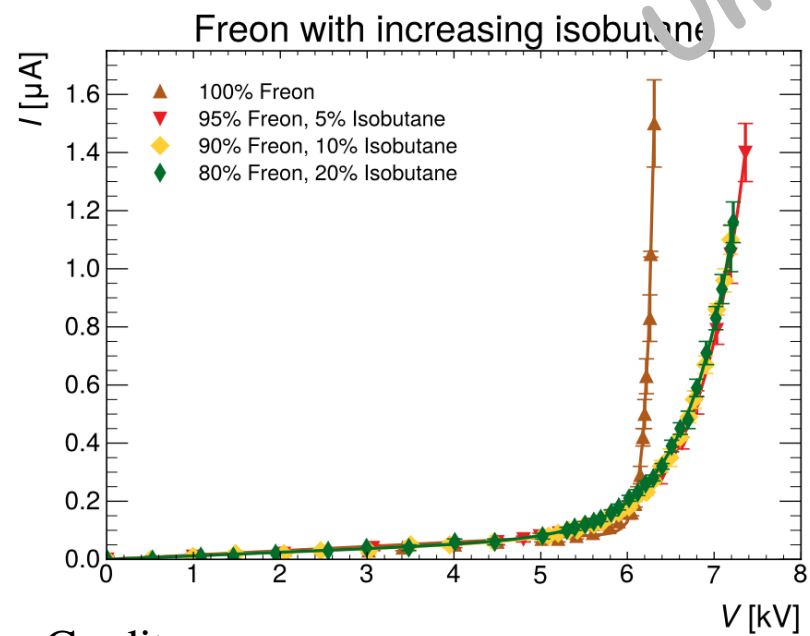 Freon with increasing isobutane
I [μA]
100% Freon
95% Freon, 5% Isobutane
90% Freon, 10% Isobutane
80% Freon, 20% Isobutane
1.6
1.4
1.2
1.0
0.8
0.6
0.4
0.2
0.0
0 1 2 3 4 5 6 7 8
V [kV]